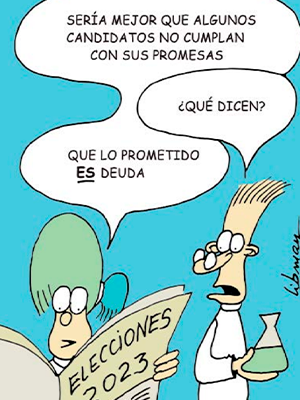 SERÍA MEJOR QUE ALGUNOS
CANDIDATOS NO CUMPLAN
CON SUS PROMESAS
¿QUÉ DICEN?
QUE LO PROMETIDO
ES DEUDA
ELECCIONES
2023
libman